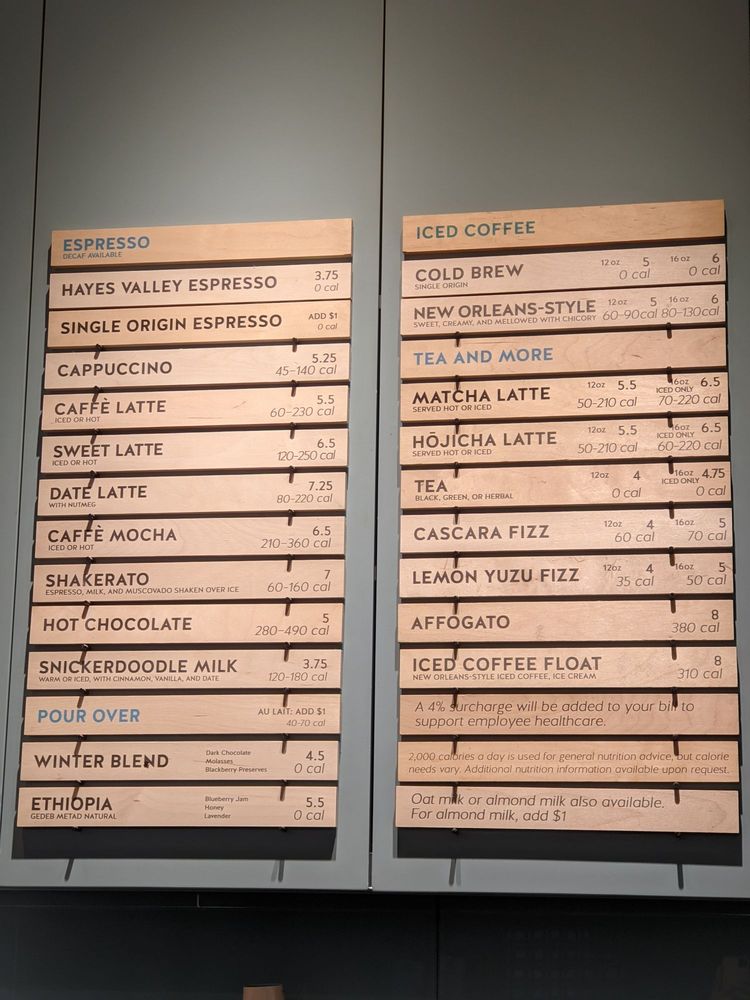 ESPRESSO
DECAF AVAILABLE
HAYES VALLEY ESPRESSO 3.75
0 cal
SINGLE ORIGIN ESPRESSO ADD $1
0 cal
CAPPUCCINO 5.25
45-140 cal
CAFFÈ LATTE 5.5
ICED OR HOT 60-230 cal
SWEET LATTE 6.5
ICED OR HOT 120-250 cal
DATE LATTE 7.25
WITH NUTMEG 80-220 cal
CAFFÈ MOCHA 6.5
ICED OR HOT 210-360 cal
SHAKERATO 7
ESPRESSO, MILK, AND MUSCOVADO SHAKEN OVER ICE 60-160 cal
HOT CHOCOLATE 5
280-490 cal
SNICKERDOODLE MILK 3.75
WARM OR ICED, WITH CINNAMON, VANILLA, AND DATE 120-180 cal
POUR OVER AU LAIT: ADD $1
40-70 cal
WINTER BLEND Dark Chocolate 4.5
Molasses
Blackberry Preserves 0 cal
ETHIOPIA Blueberry Jam 5.5
Honey
GEDEB METAD NATURAL Lavender 0 cal
ICED COFFEE
COLD BREW 12oz 5 16oz 6
SINGLE ORIGIN 0 cal 0 cal
NEW ORLEANS-STYLE 12oz 5 16oz 6
SWEET, CREAMY, AND MELLOWED WITH CHICORY 60-90cal 80-130cal
TEA AND MORE
MATCHA LATTE 12oz 5.5 16oz 6.5
ICED ONLY
SERVED HOT OR ICED 50-210 cal 70-220 cal
HŌJICHA LATTE 12oz 5.5 16oz 6.5
ICED ONLY
SERVED HOT OR ICED 50-210 cal 60-220 cal
TEA 12oz 4 16oz 4.75
ICED ONLY
BLACK, GREEN, OR HERBAL 0 cal 0 cal
CASCARA FIZZ 12oz 4 16oz 5
60 cal 70 cal
LEMON YUZU FIZZ 12oz 4 16oz 5
35 cal 50 cal
AFFOGATO 8
380 cal
ICED COFFEE FLOAT 8
NEW ORLEANS-STYLE ICED COFFEE, ICE CREAM 310 cal
A 4% surcharge will be added to your bill to
support employee healthcare.
2,000 calories a day is used for general nutrition advice, but calorie
needs vary. Additional nutrition information available upon request.
Oat milk or almond milk also available.
For almond milk, add $1